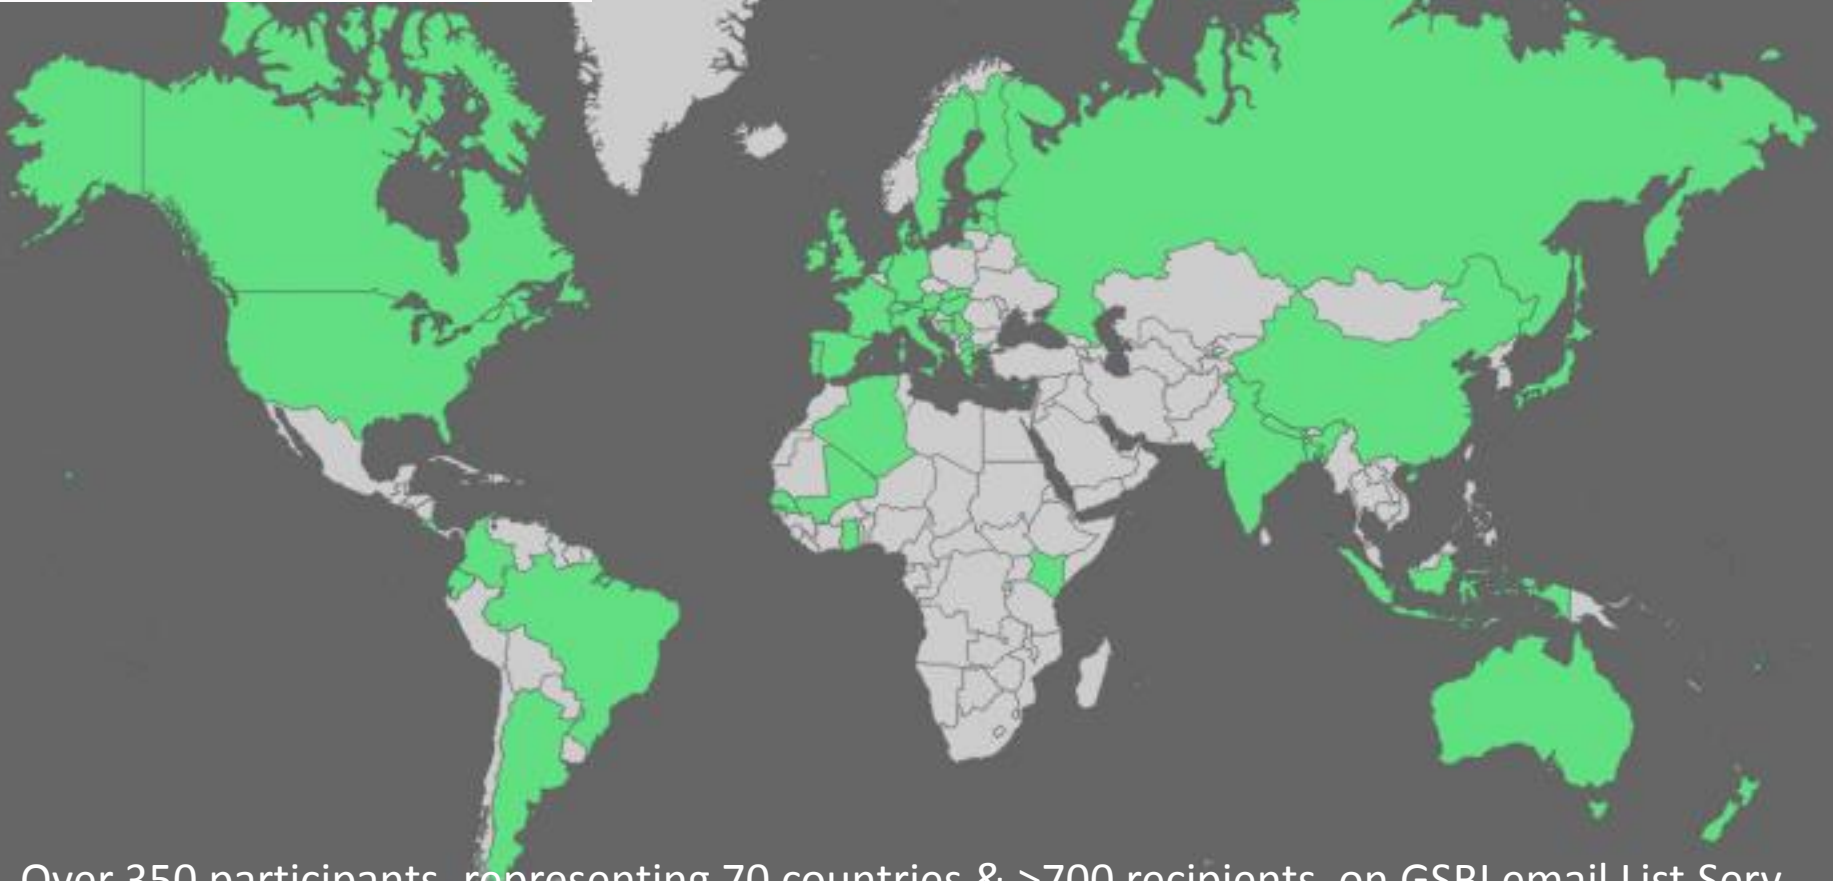 Over 350 participants, representing 70 countries & >700 recipients on GSBI email List Serv